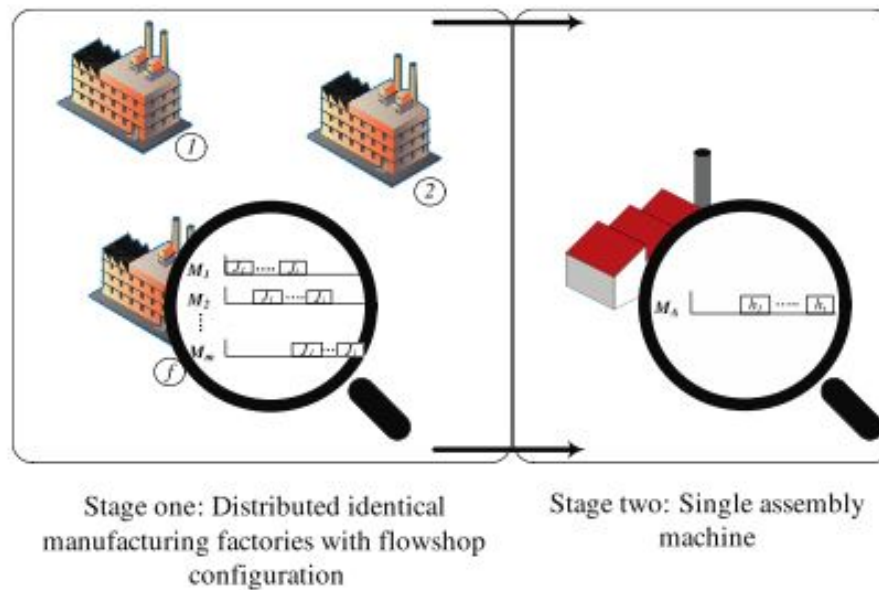 1
2
M₁
M₂
Mₘ
f
Stage one: Distributed identical
manufacturing factories with flowshop
configuration
Stage two: Single assembly
machine